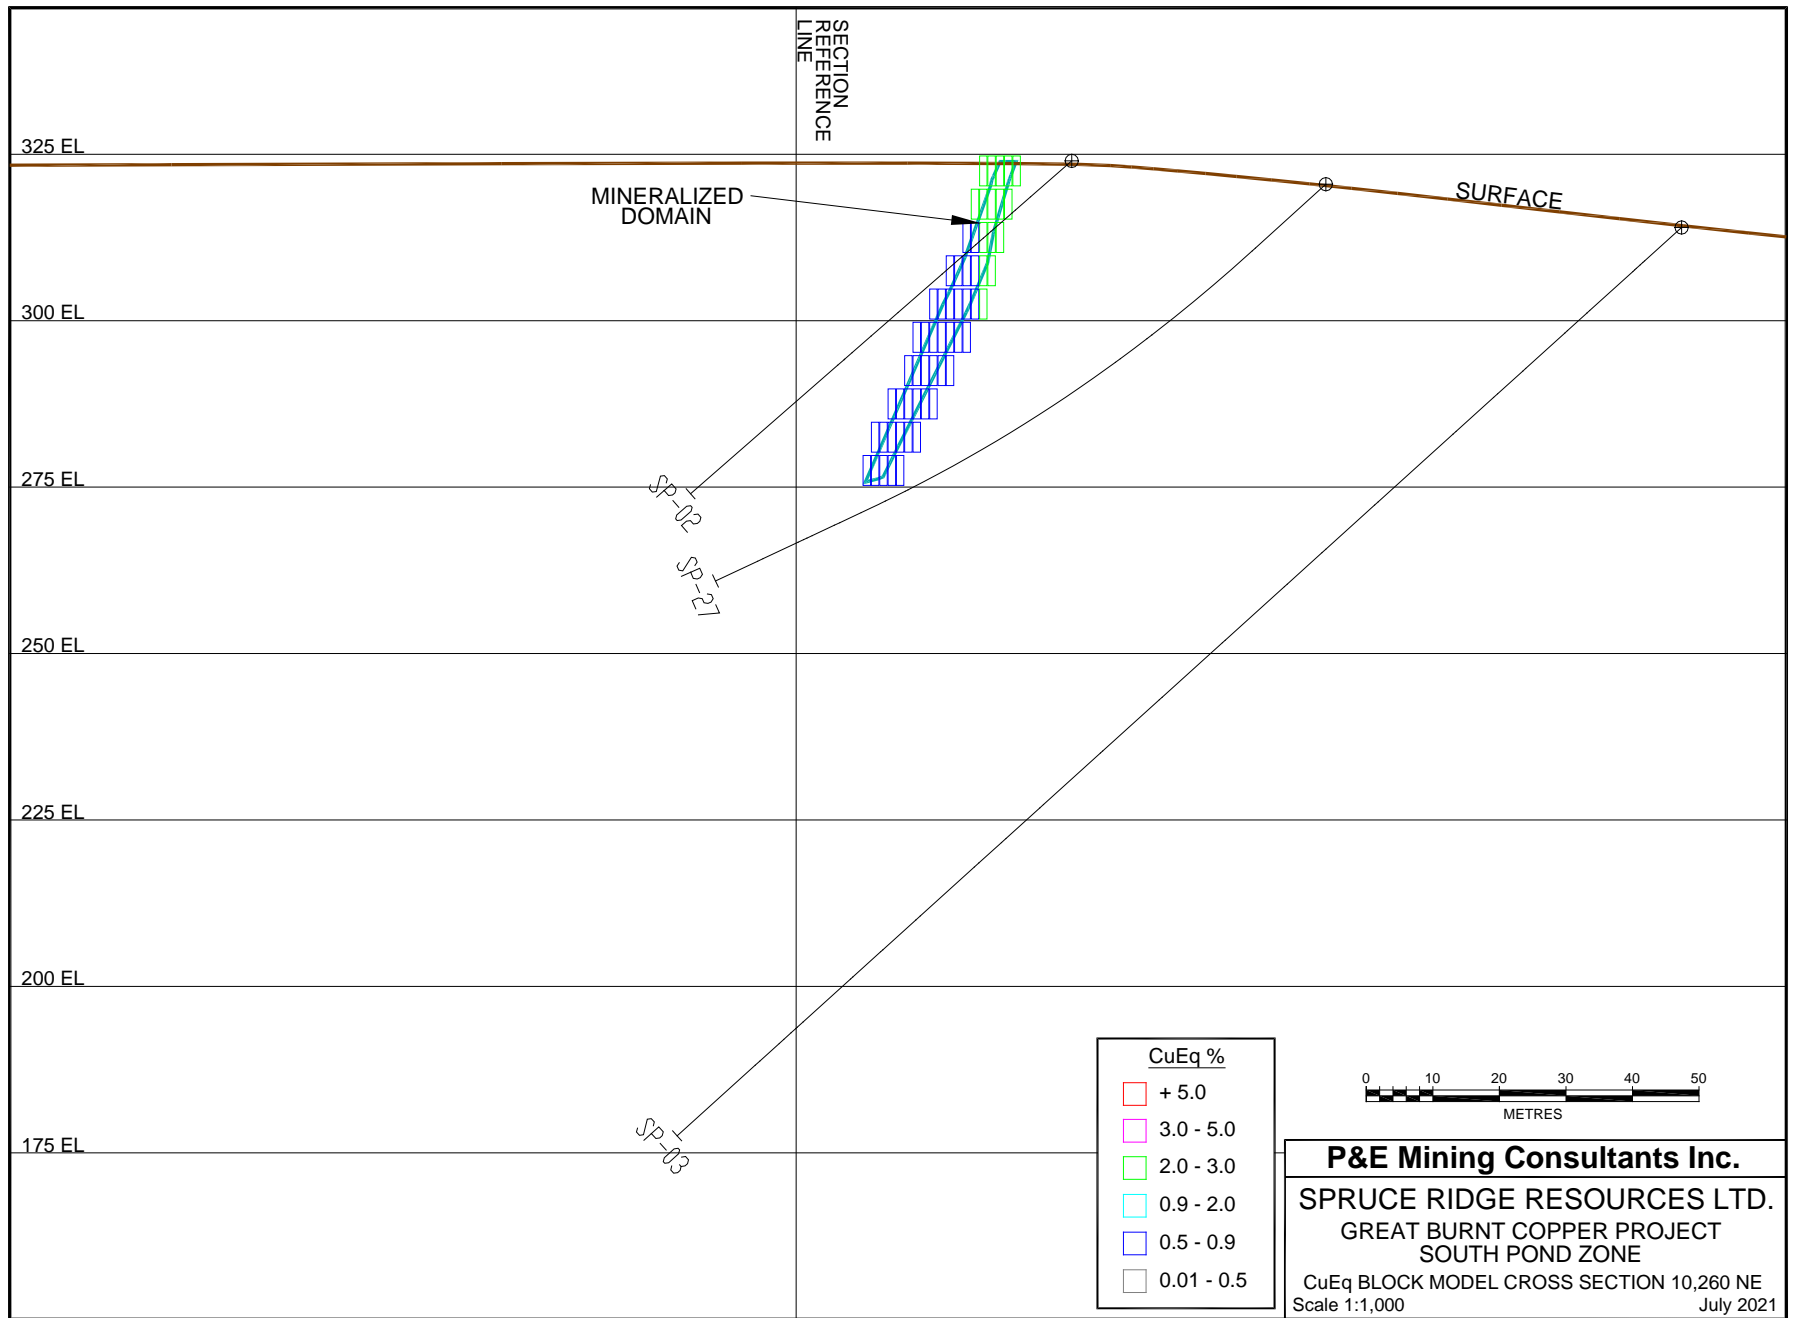 SECTION
REFERENCE
LINE
325 EL
MINERALIZED
DOMAIN
SURFACE
300 EL
275 EL
SP-02
SP-27
250 EL
225 EL
200 EL
175 EL
SP-03
CuEq %
+ 5.0
3.0 - 5.0
2.0 - 3.0
0.9 - 2.0
0.5 - 0.9
0.01 - 0.5
0 10 20 30 40 50
METRES
P&E Mining Consultants Inc.
SPRUCE RIDGE RESOURCES LTD.
GREAT BURNT COPPER PROJECT
SOUTH POND ZONE
CuEq BLOCK MODEL CROSS SECTION 10,260 NE
Scale 1:1,000 July 2021